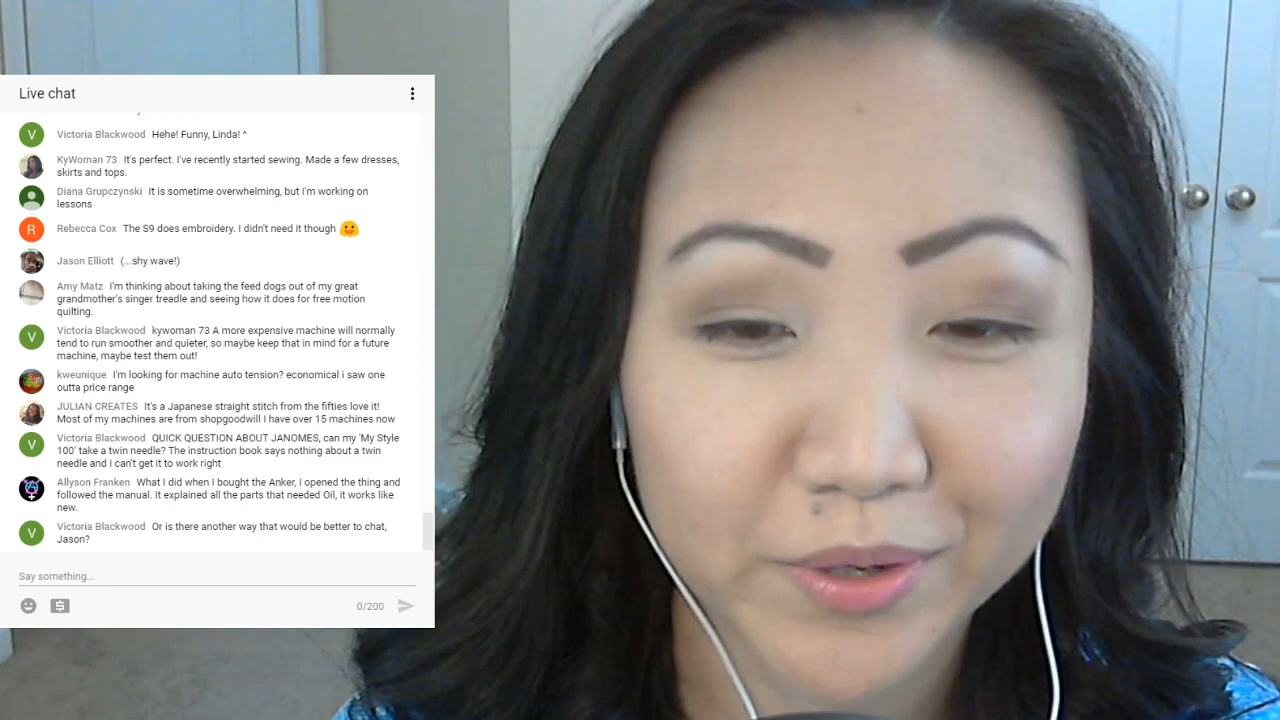 Live chat
V Victoria Blackwood Hehe! Funny, Linda! ^
KyWoman 73 It's perfect. I've recently started sewing. Made a few dresses,
skirts and tops.
Diana Grupczynski It is sometime overwhelming, but I'm working on
lessons
R Rebecca Cox The S9 does embroidery. I didn't need it though
Jason Elliott (...shy wave!)
Amy Matz I'm thinking about taking the feed dogs out of my great
grandmother's singer treadle and seeing how it does for free motion
quilting.
V Victoria Blackwood kywoman 73 A more expensive machine will normally
tend to run smoother and quieter, so maybe keep that in mind for a future
machine, maybe test them out!
kweunique I'm looking for machine auto tension? economical i saw one
outta price range
JULIAN CREATES It's a Japanese straight stitch from the fifties love it!
Most of my machines are from shopgoodwill I have over 15 machines now
V Victoria Blackwood QUICK QUESTION ABOUT JANOMES, can my 'My Style
100' take a twin needle? The instruction book says nothing about a twin
needle and I can't get it to work right
Allyson Franken What I did when I bought the Anker, I opened the thing and
followed the manual. It explained all the parts that needed Oil, it works like
new.
V Victoria Blackwood Or is there another way that would be better to chat,
Jason?
Say something...
$ 0/200